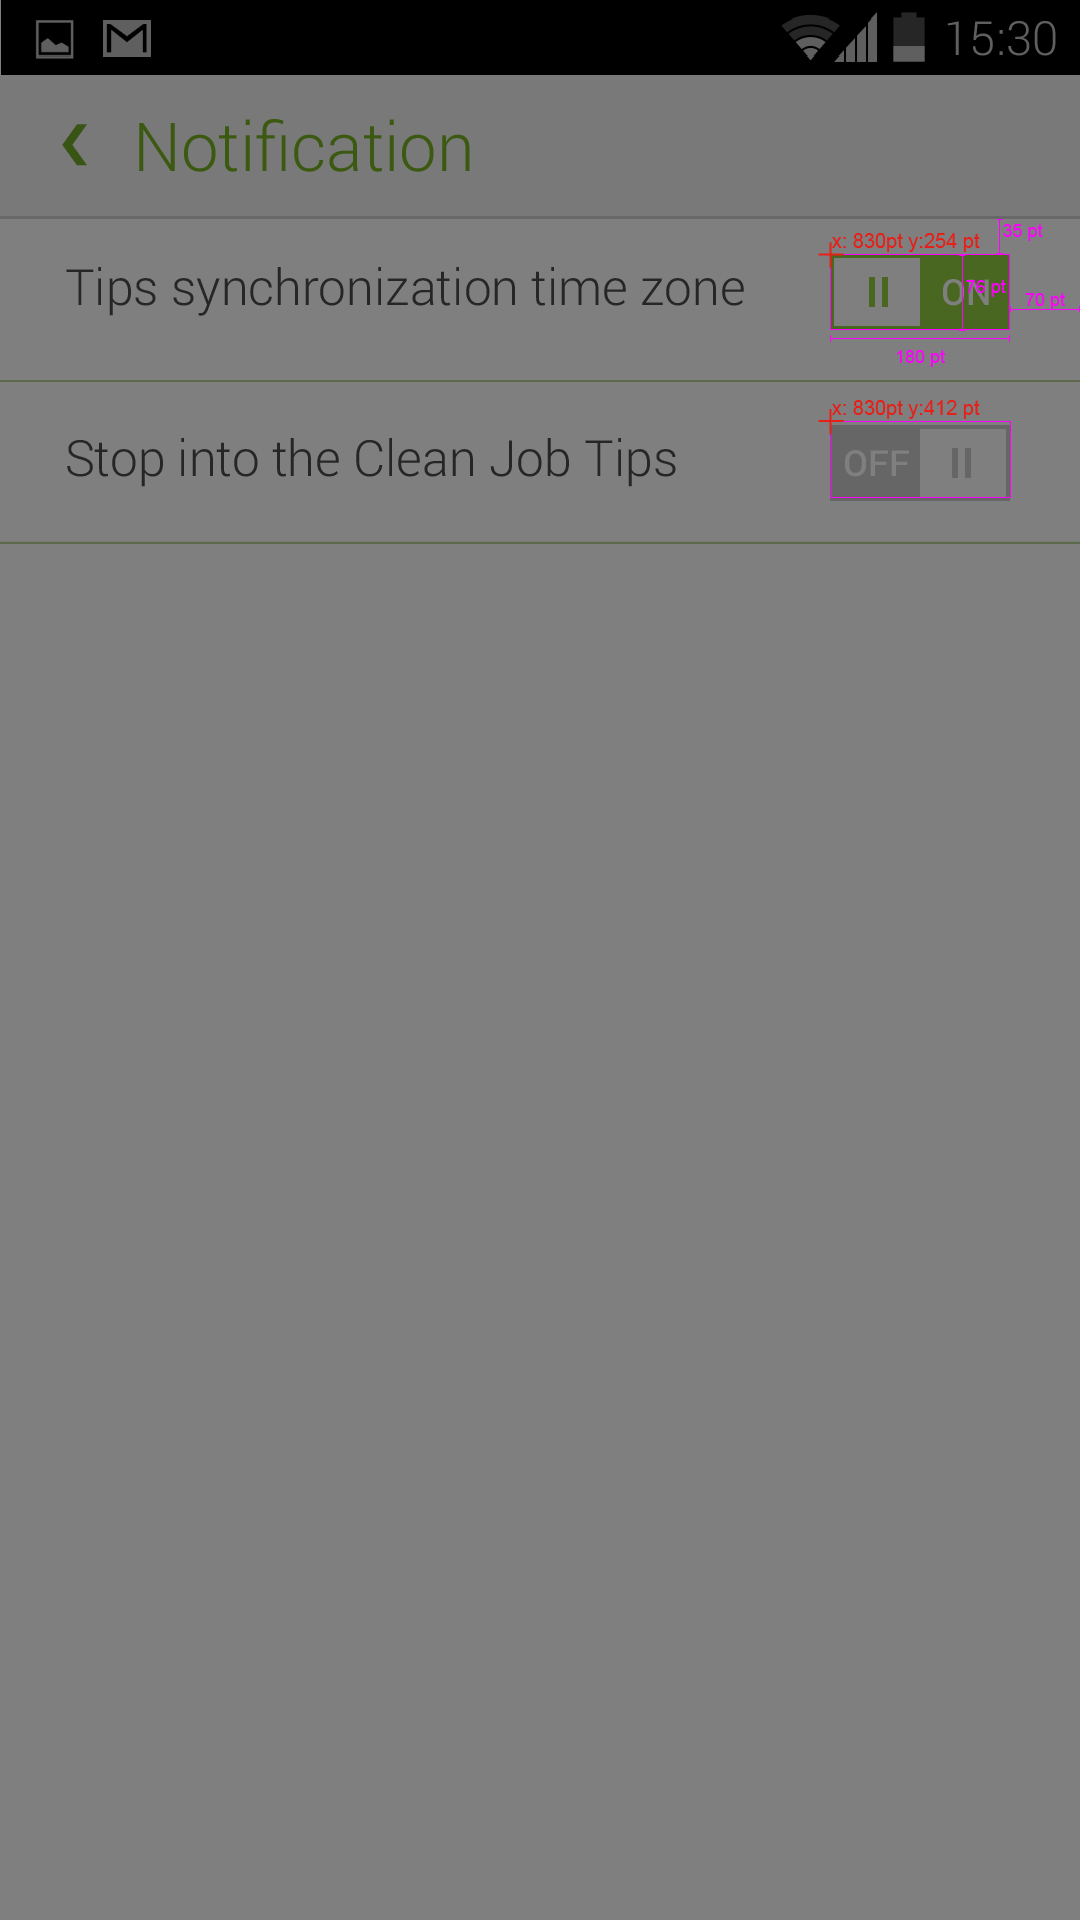 15:30
Notification
35 pt
x: 830pt y:254 pt
Tips synchronization time zone
ON
76 pt
70 pt
180 pt
x: 830pt y:412 pt
Stop into the Clean Job Tips
OFF